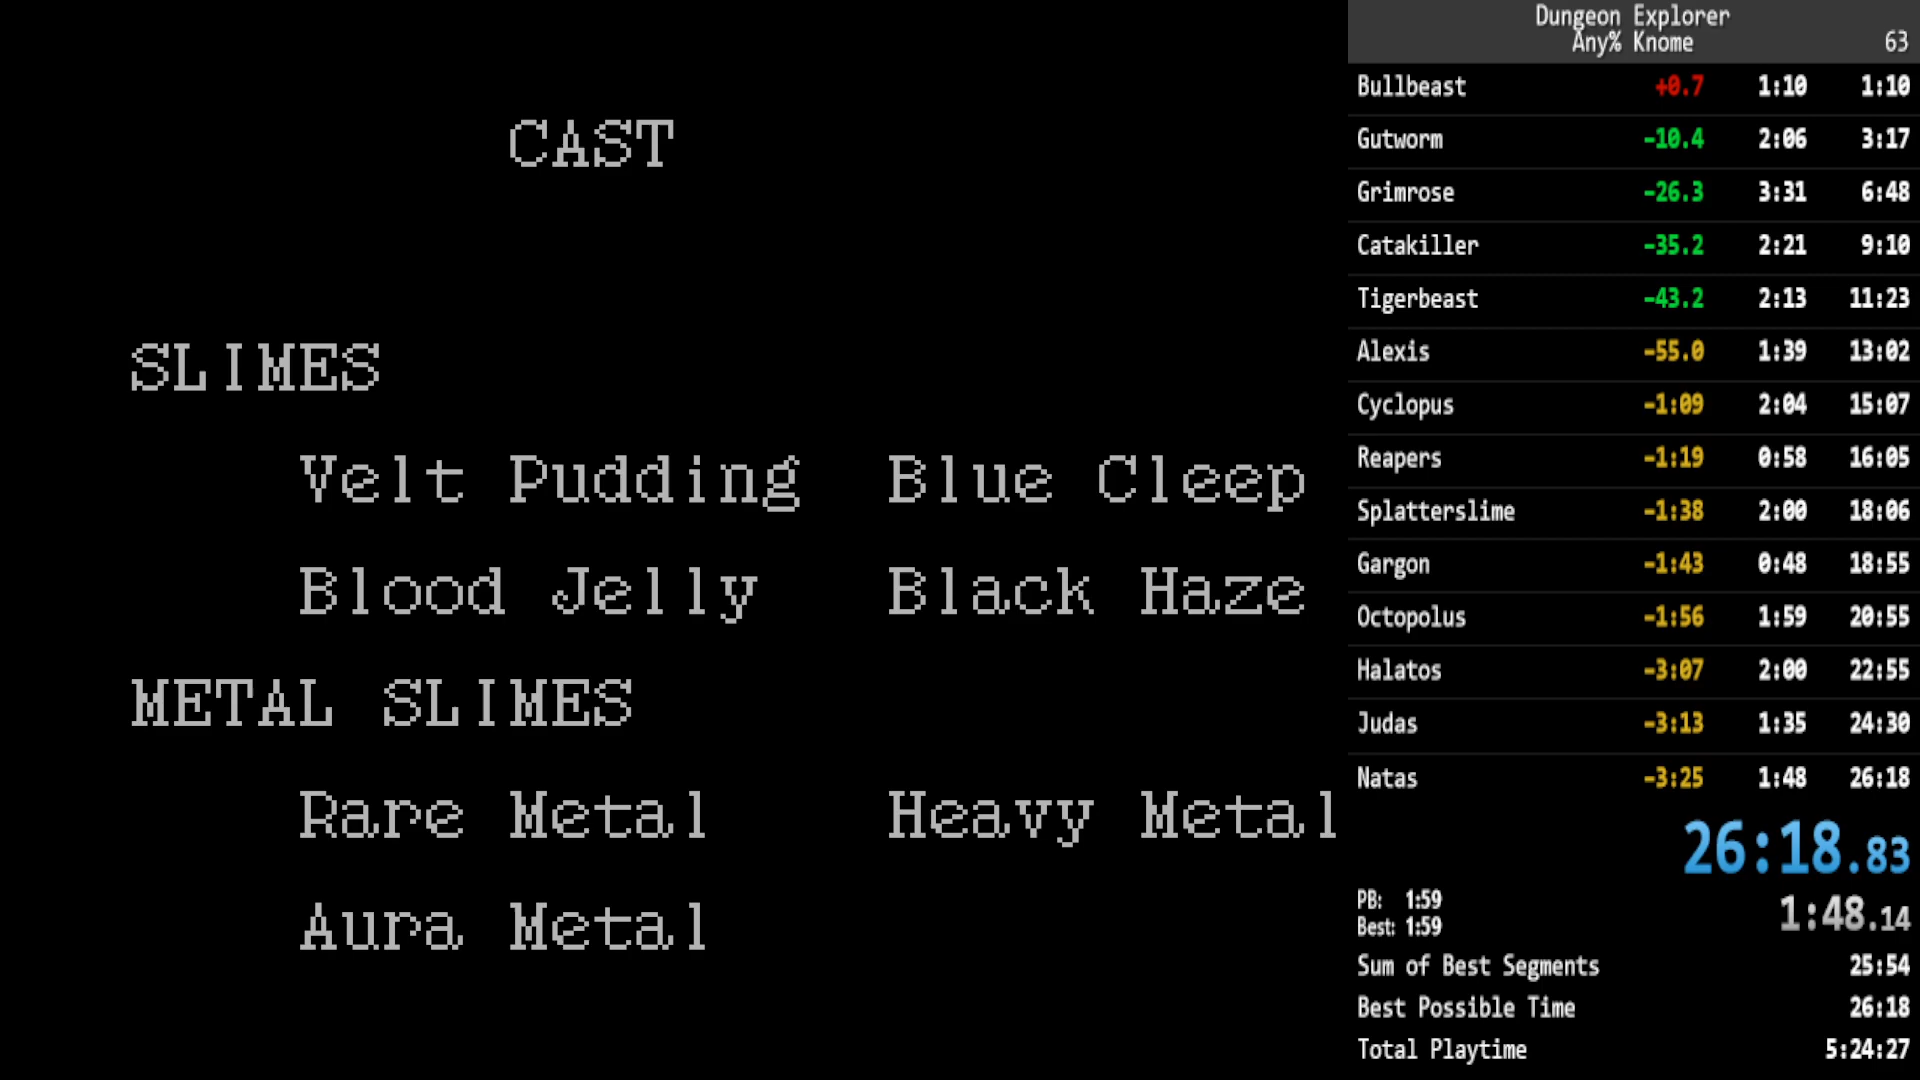 CAST
SLIMES
Velt Pudding Blue Cleep
Blood Jelly Black Haze
METAL SLIMES
Rare Metal Heavy Metal
Aura Metal
Dungeon Explorer
Any% Knome 63
Bullbeast +0.7 1:10 1:10
Gutworm -10.4 2:06 3:17
Grimrose -26.3 3:31 6:48
Catakiller -35.2 2:21 9:10
Tigerbeast -43.2 2:13 11:23
Alexis -55.0 1:39 13:02
Cyclopus -1:09 2:04 15:07
Reapers -1:19 0:58 16:05
Splatterslime -1:38 2:00 18:06
Gargon -1:43 0:48 18:55
Octopolus -1:56 1:59 20:55
Halatos -3:07 2:00 22:55
Judas -3:13 1:35 24:30
Natas -3:25 1:48 26:18
26:18.83
PB: 1:59 1:48.14
Best: 1:59
Sum of Best Segments 25:54
Best Possible Time 26:18
Total Playtime 5:24:27